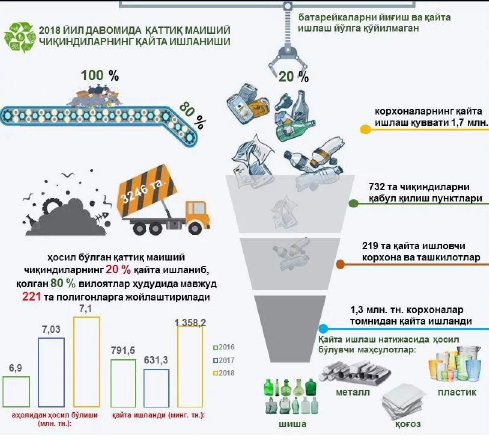 2018 ЙИЛ ДАВОМИДА ҚАТТИҚ МАИШИЙ
ЧИҚИНДИЛАРНИНГ ҚАЙТА ИШЛАНИШИ
батарейкаларни йиғиш ва қайта
ишлаш йўлга қўйилмаган
100 %
80 %
20 %
корхоналарнинг қайта
ишлаш қуввати 1,7 млн.
3246 та.
732 та чиқиндиларни
қабул қилиш пунктлари
219 та қайта ишловчи
корхона ва ташкилотлар
ҳосил бўлган қаттиқ маиший
чиқиндиларнинг 20 % қайта ишланиб,
қолган 80 % вилоятлар ҳудудида мавжуд
221 та полигонларга жойлаштирилади
1,3 млн. тн. корхоналар
томнидан қайта ишланди
Қайта ишлаш натижасида ҳосил
бўлувчи маҳсулотлар:
6,9
7,03
7,1
791,5
631,3
1.358,2
2016
2017
2018
аҳолидан ҳосил бўлиши
(млн. тн.):
қайта ишланди (минг. тн.):
шиша
металл
қоғоз
пластик